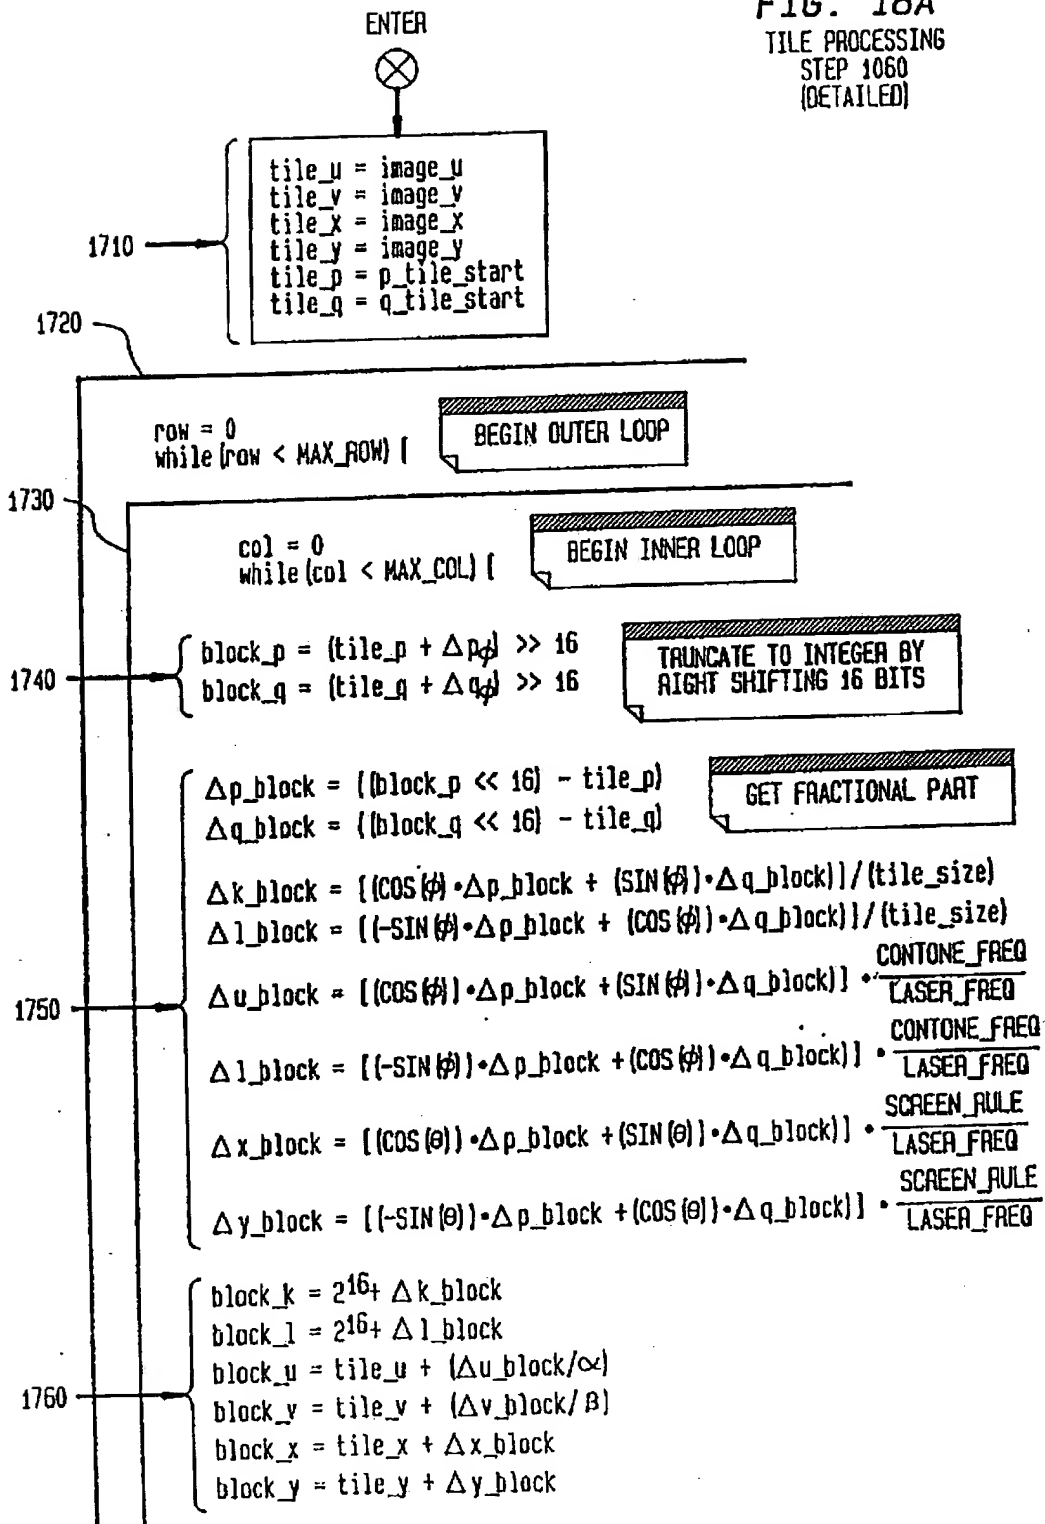 FIG. 18A
TILE PROCESSING
STEP 1060
(DETAILED)
ENTER
1710
tile_u = image_u
tile_v = image_v
tile_x = image_x
tile_y = image_y
tile_p = p_tile_start
tile_q = q_tile_start
1720
row = 0
while (row < MAX_ROW) [
BEGIN OUTER LOOP
1730
col = 0
while (col < MAX_COL) [
BEGIN INNER LOOP
1740
block_p = (tile_p + Δpϕ) >> 16
block_q = (tile_q + Δqϕ) >> 16
TRUNCATE TO INTEGER BY
RIGHT SHIFTING 16 BITS
1750
Δp_block = ((block_p << 16) - tile_p)
Δq_block = ((block_q << 16) - tile_q)
GET FRACTIONAL PART
Δk_block = [(COS(ϕ)•Δp_block + (SIN(ϕ))•Δq_block)]/(tile_size)
Δl_block = [(-SIN(ϕ)•Δp_block + (COS(ϕ))•Δq_block)]/(tile_size)
Δu_block = [(COS(ϕ))•Δp_block +(SIN(ϕ))•Δq_block)] • CONTONE_FREQ/LASER_FREQ
Δl_block = [(-SIN(ϕ))•Δp_block +(COS(ϕ))•Δq_block)] • CONTONE_FREQ/LASER_FREQ
Δx_block = [(COS(θ))•Δp_block +(SIN(θ))•Δq_block)] • SCREEN_RULE/LASER_FREQ
Δy_block = [(-SIN(θ))•Δp_block +(COS(θ))•Δq_block)] • SCREEN_RULE/LASER_FREQ
1760
block_k = 2¹⁶+ Δk_block
block_l = 2¹⁶+ Δl_block
block_u = tile_u + (Δu_block/α)
block_v = tile_v + (Δv_block/β)
block_x = tile_x + Δx_block
block_y = tile_y + Δy_block